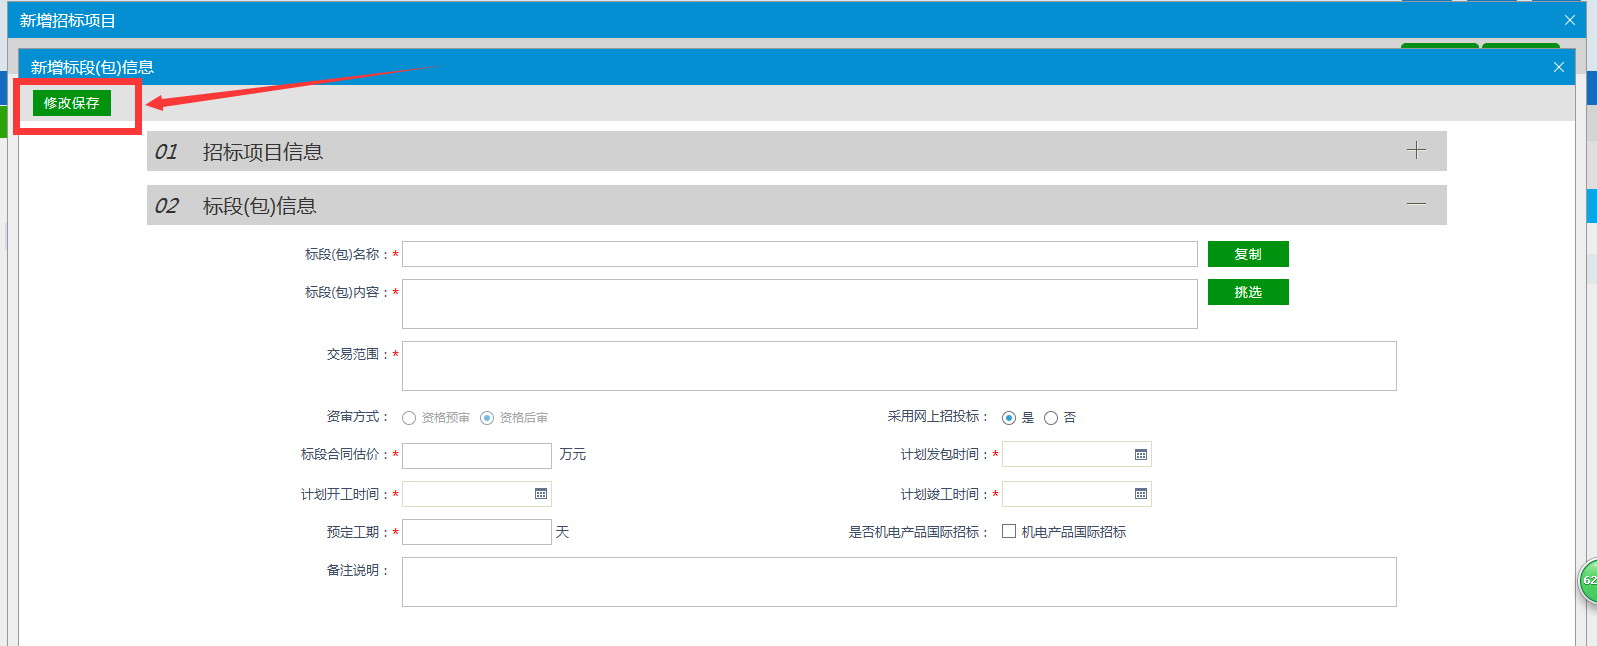 新增招标项目
新增标段(包)信息
修改保存
01 招标项目信息
02 标段(包)信息
标段(包)名称：* 复制
标段(包)内容：* 挑选
交易范围：*
资审方式： 资格预审 资格后审 采用网上招投标： 是 否
标段合同估价：* 万元 计划发包时间：*
计划开工时间：* 计划竣工时间：*
预定工期：* 天 是否机电产品国际招标： 机电产品国际招标
备注说明：
62